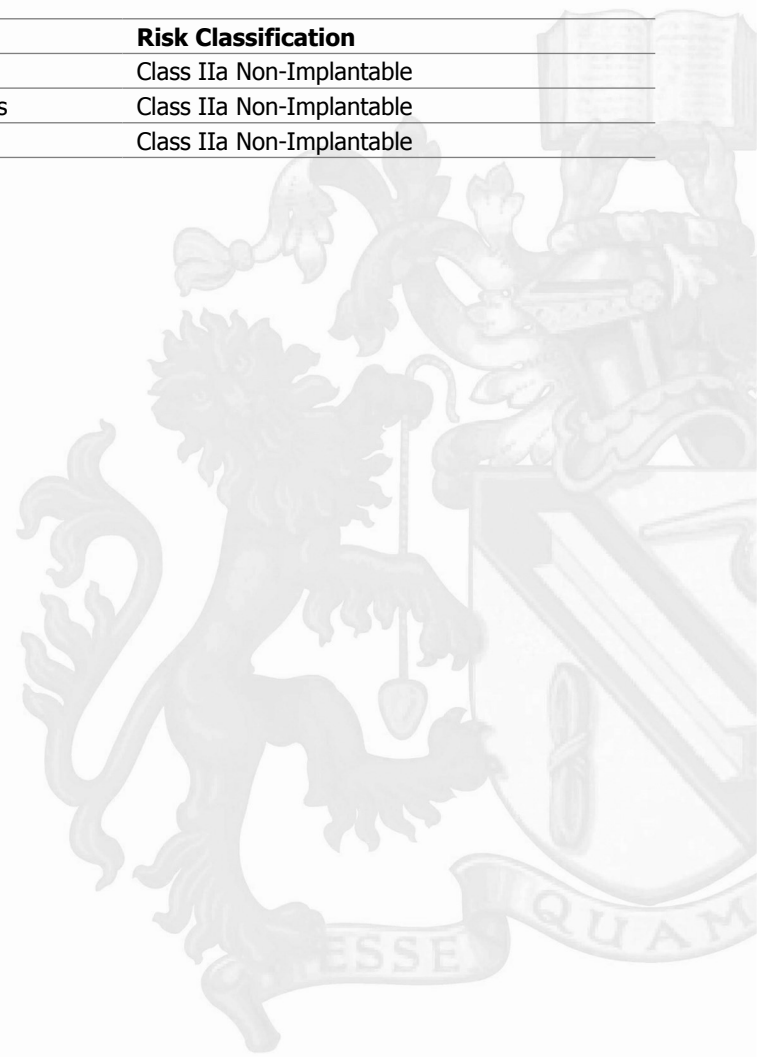 Risk Classification
Class IIa Non-Implantable
s Class IIa Non-Implantable
Class IIa Non-Implantable
ESSE QUAM